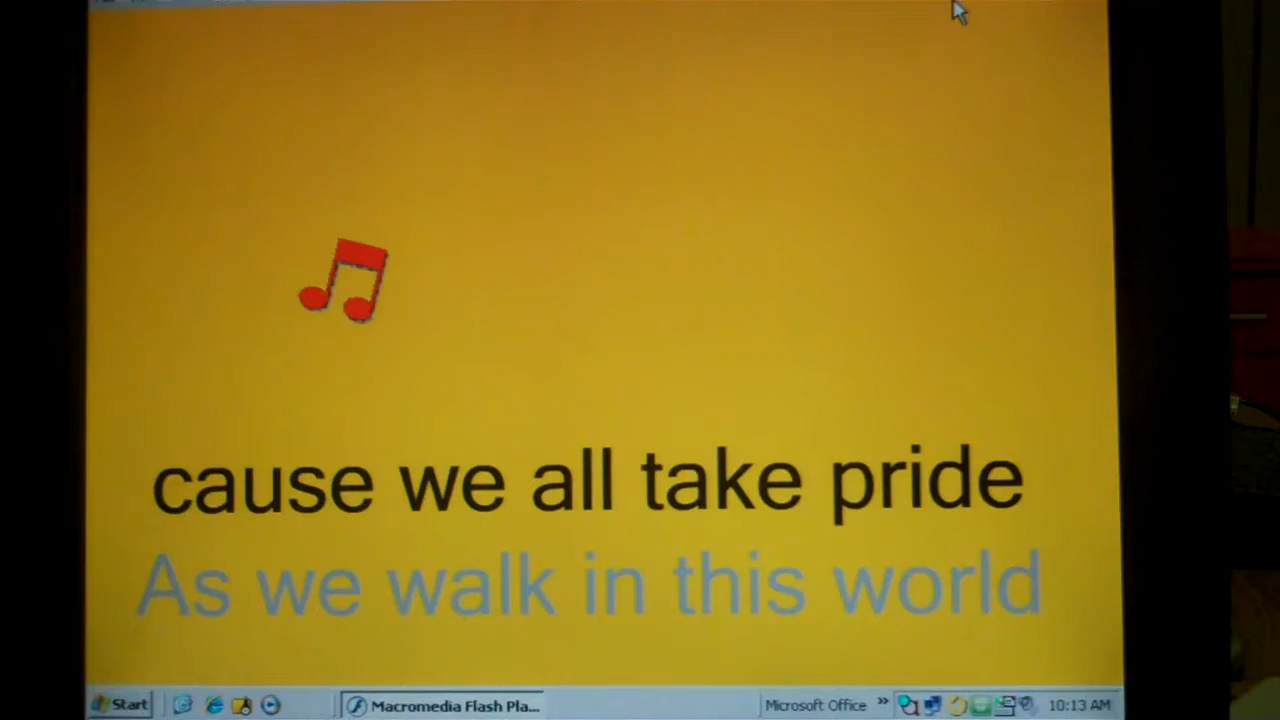 cause we all take pride
As we walk in this world
Start
Macromedia Flash Pla...
Microsoft Office »
10:13 AM